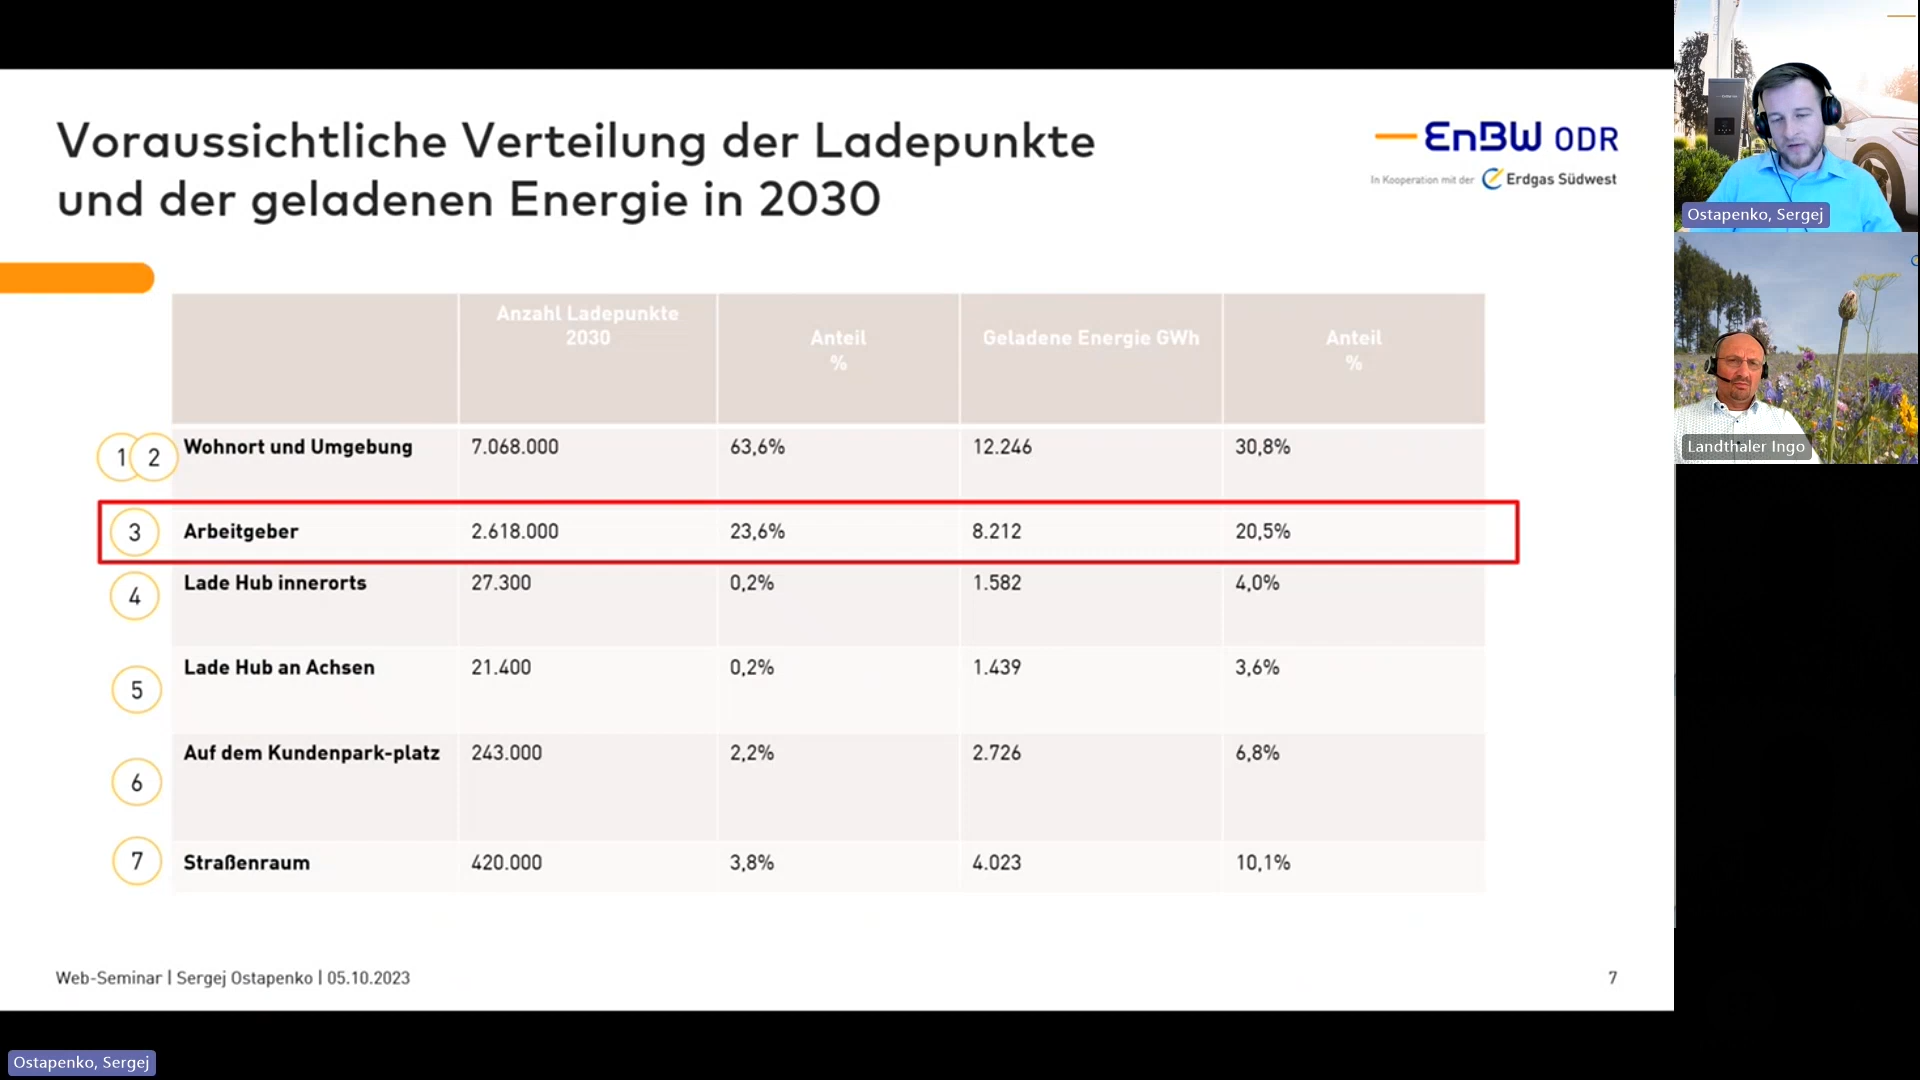 Voraussichtliche Verteilung der Ladepunkte
und der geladenen Energie in 2030
EnBW ODR
In Kooperation mit der Erdgas Südwest
Anzahl Ladepunkte
2030
Anteil
%
Geladene Energie GWh
Anteil
%
1 2 Wohnort und Umgebung 7.068.000 63,6% 12.246 30,8%
3 Arbeitgeber 2.618.000 23,6% 8.212 20,5%
4 Lade Hub innerorts 27.300 0,2% 1.582 4,0%
5 Lade Hub an Achsen 21.400 0,2% 1.439 3,6%
6 Auf dem Kundenpark-platz 243.000 2,2% 2.726 6,8%
7 Straßenraum 420.000 3,8% 4.023 10,1%
Web-Seminar | Sergej Ostapenko | 05.10.2023
7
Ostapenko, Sergej
Landthaler Ingo
Ostapenko, Sergej